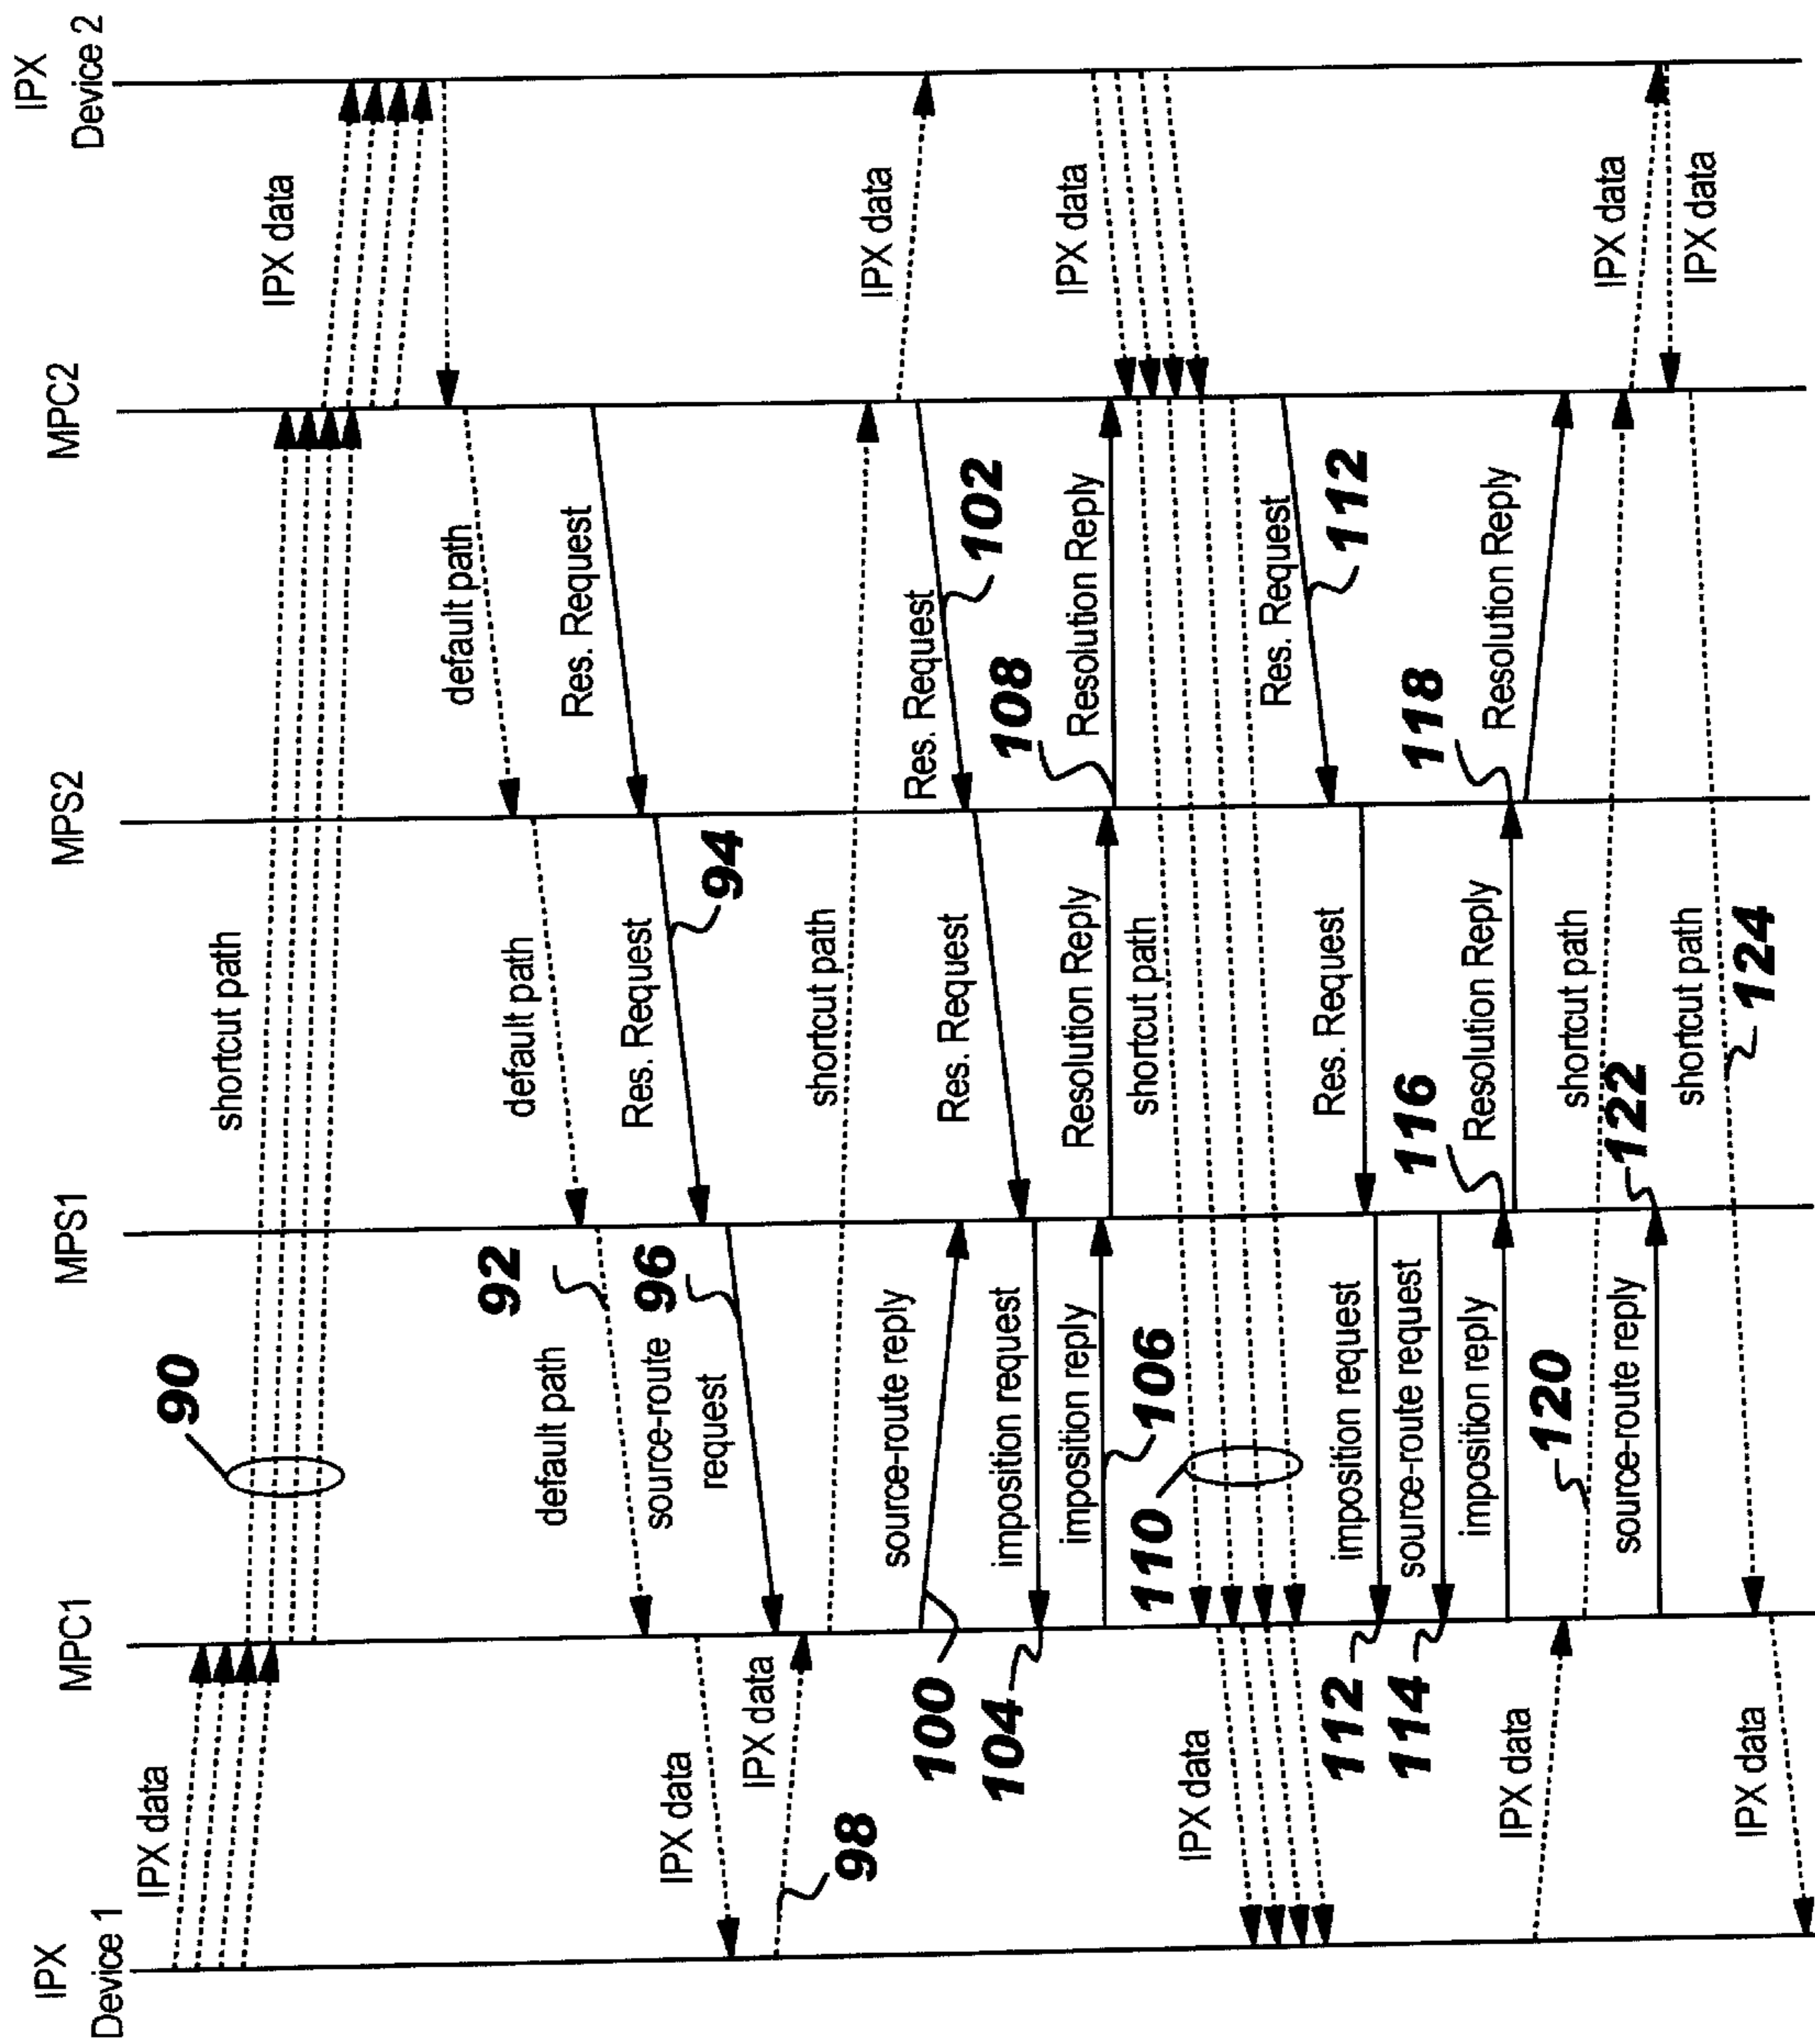 IPX
Device 1
MPC1
MPS1
MPS2
MPC2
IPX
Device 2
IPX data
90
shortcut path
IPX data
default path
default path
92
default path
IPX data
Res. Request
Res. Request
94
source-route
request
96
IPX data
98
shortcut path
IPX data
source-route reply
100
Res. Request
102
Res. Request
imposition request
104
imposition reply
106
Resolution Reply
108
Resolution Reply
IPX data
shortcut path
110
IPX data
Res. Request
112
Res. Request
imposition request
112
source-route request
114
imposition reply
116
Resolution Reply
118
Resolution Reply
IPX data
120
shortcut path
IPX data
source-route reply
122
IPX data
shortcut path
124
IPX data